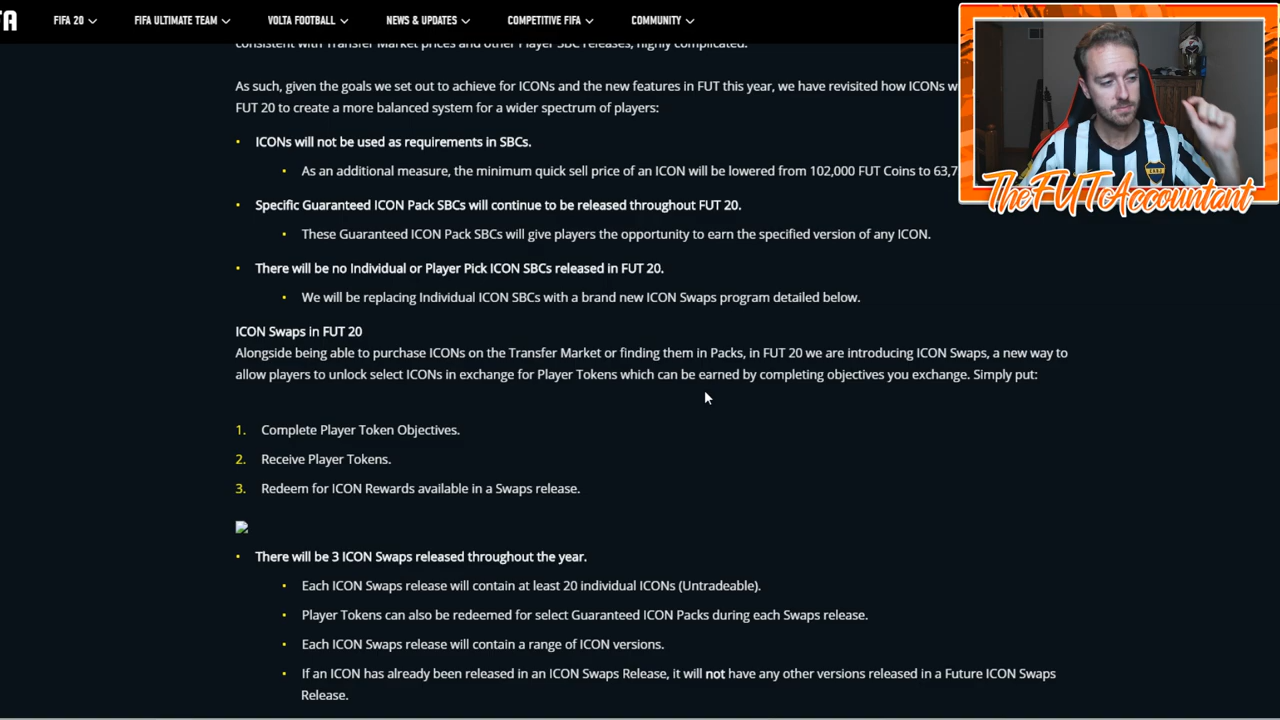 FA
FIFA 20
FIFA ULTIMATE TEAM
VOLTA FOOTBALL
NEWS & UPDATES
COMPETITIVE FIFA
COMMUNITY
consistent with Transfer Market prices and other Player SBC releases, highly complicated.
As such, given the goals we set out to achieve for ICONs and the new features in FUT this year, we have revisited how ICONs w
FUT 20 to create a more balanced system for a wider spectrum of players:
• ICONs will not be used as requirements in SBCs.
• As an additional measure, the minimum quick sell price of an ICON will be lowered from 102,000 FUT Coins to 63,7
• Specific Guaranteed ICON Pack SBCs will continue to be released throughout FUT 20.
• These Guaranteed ICON Pack SBCs will give players the opportunity to earn the specified version of any ICON.
• There will be no Individual or Player Pick ICON SBCs released in FUT 20.
• We will be replacing Individual ICON SBCs with a brand new ICON Swaps program detailed below.
ICON Swaps in FUT 20
Alongside being able to purchase ICONs on the Transfer Market or finding them in Packs, in FUT 20 we are introducing ICON Swaps, a new way to
allow players to unlock select ICONs in exchange for Player Tokens which can be earned by completing objectives you exchange. Simply put:
1. Complete Player Token Objectives.
2. Receive Player Tokens.
3. Redeem for ICON Rewards available in a Swaps release.
• There will be 3 ICON Swaps released throughout the year.
• Each ICON Swaps release will contain at least 20 individual ICONs (Untradeable).
• Player Tokens can also be redeemed for select Guaranteed ICON Packs during each Swaps release.
• Each ICON Swaps release will contain a range of ICON versions.
• If an ICON has already been released in an ICON Swaps Release, it will not have any other versions released in a Future ICON Swaps
Release.
TheFUTAccountant